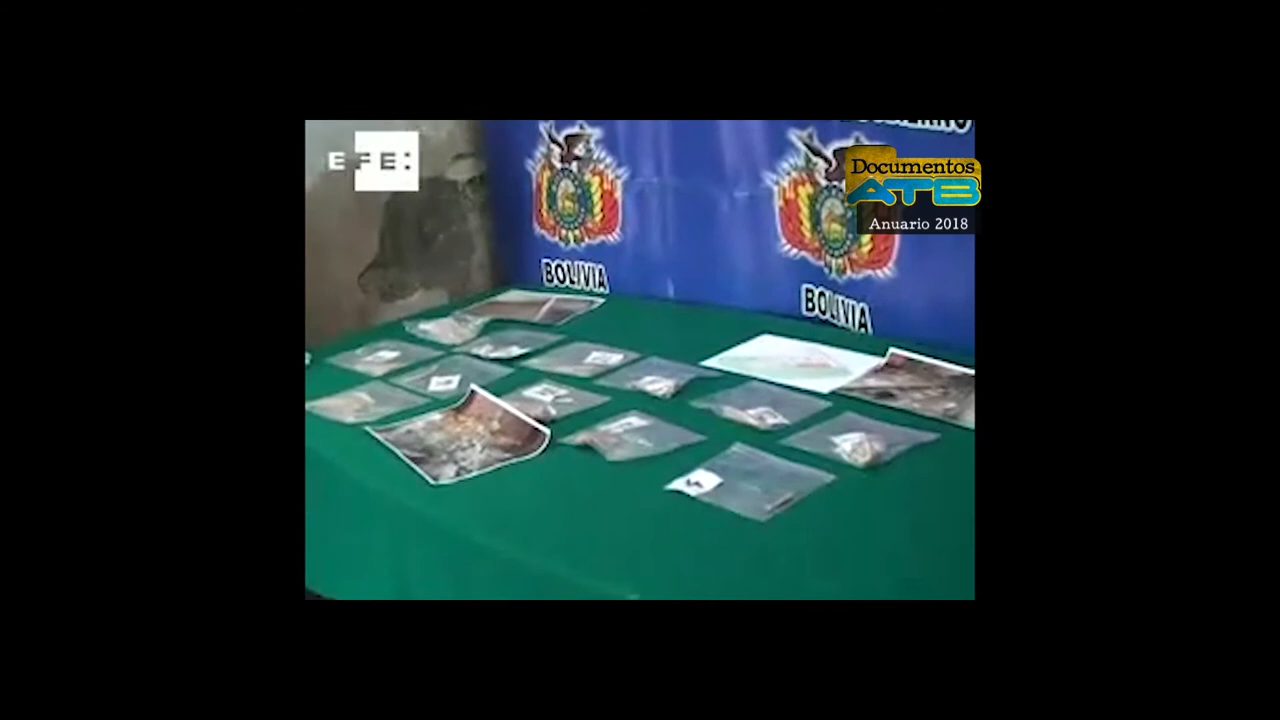 EFE:
Documentos
ATB
Anuario 2018
BOLIVIA
BOLIVIA